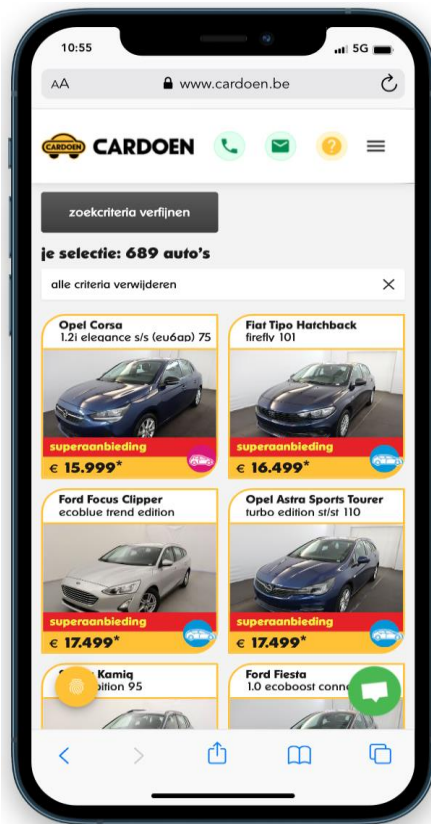 10:55
5G
AA
www.cardoen.be
CARDOEN
CARDOEN
?
zoekcriteria verfijnen
je selectie: 689 auto's
alle criteria verwijderen
Opel Corsa
1.2i elegance s/s (eu6ap) 75
superaanbieding
€ 15.999*
Fiat Tipo Hatchback
firefly 101
superaanbieding
€ 16.499*
Ford Focus Clipper
ecoblue trend edition
superaanbieding
€ 17.499*
Opel Astra Sports Tourer
turbo edition st/st 110
superaanbieding
€ 17.499*
Kamiq
95
Ford Fiesta
1.0 ecoboost